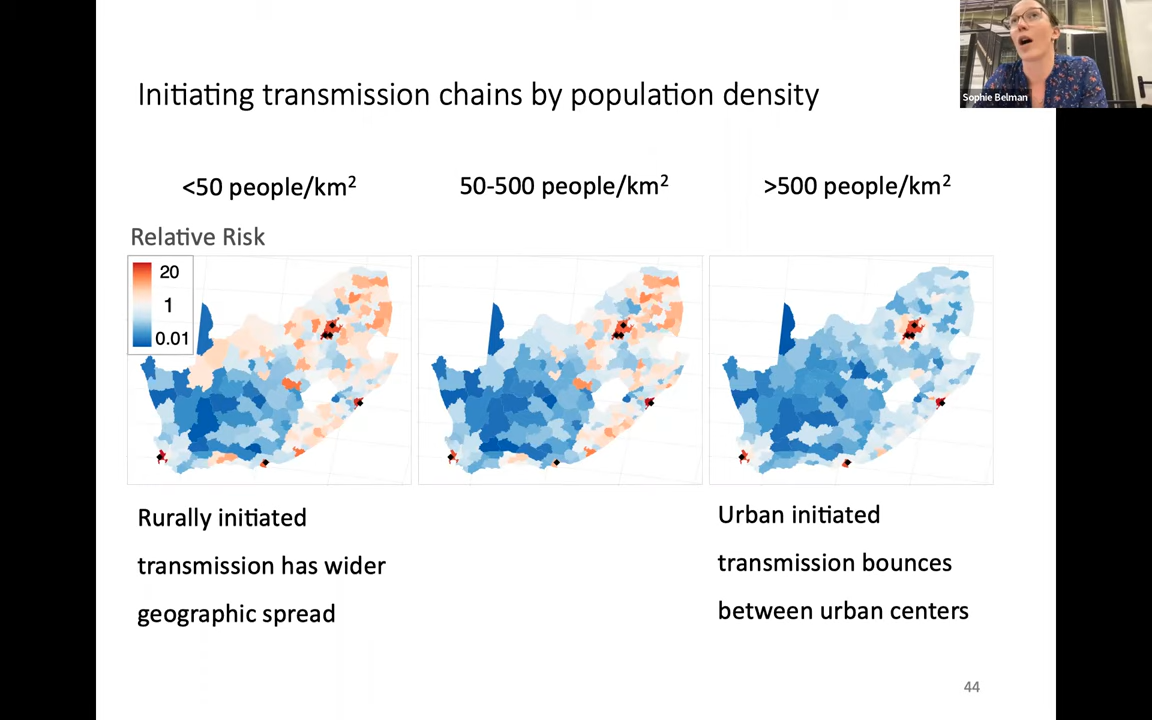 Sophie Belman
Initiating transmission chains by population density
<50 people/km²
50-500 people/km²
>500 people/km²
Relative Risk
20
1
0.01
Rurally initiated
transmission has wider
geographic spread
Urban initiated
transmission bounces
between urban centers
44